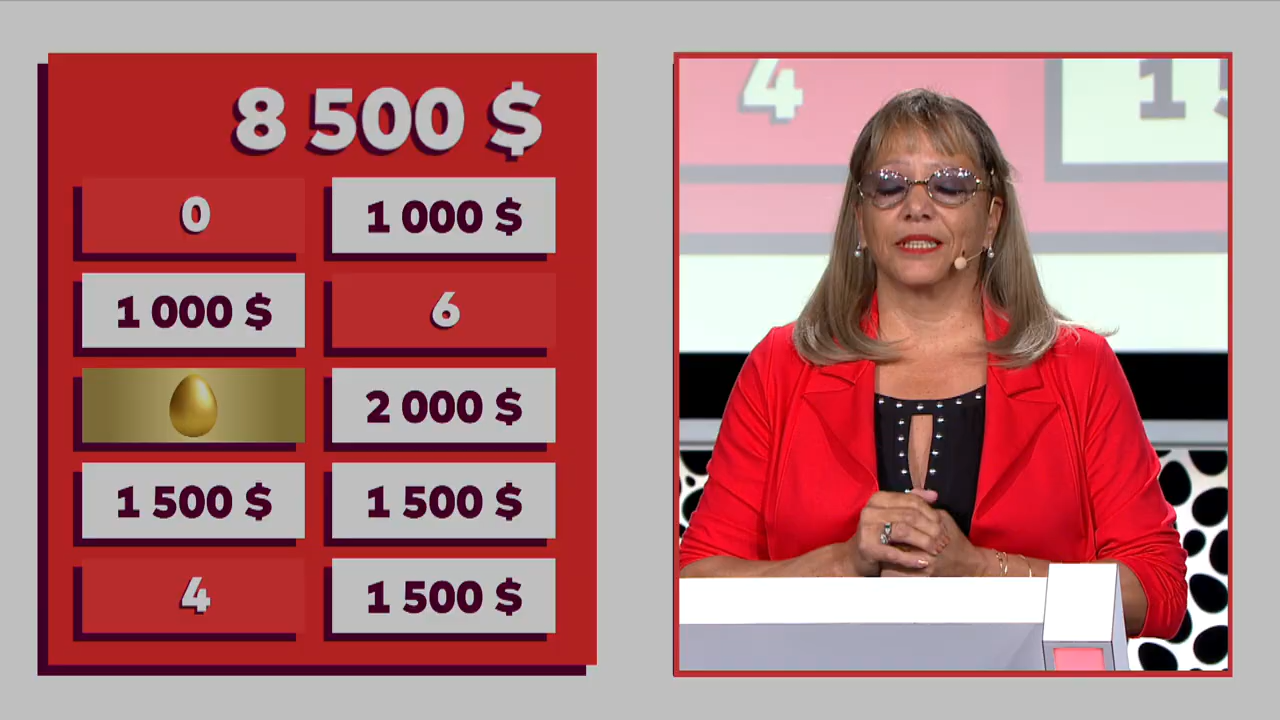 8 500 $
0 1 000 $
1 000 $ 6
2 000 $
1 500 $ 1 500 $
4 1 500 $
4